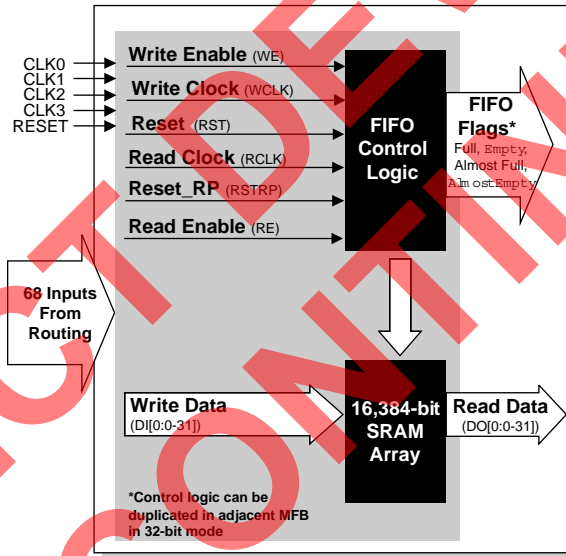 CLK0
CLK1
CLK2
CLK3
RESET
Write Enable (WE)
Write Clock (WCLK)
Reset (RST)
Read Clock (RCLK)
Reset_RP (RSTRP)
Read Enable (RE)
FIFO
Control
Logic
FIFO
Flags*
Full, Empty,
Almost Full,
AlmostEmpty
68 Inputs
From
Routing
Write Data
(DI[0:0-31])
16,384-bit
SRAM
Array
Read Data
(DO[0:0-31])
*Control logic can be
duplicated in adjacent MFB
in 32-bit mode